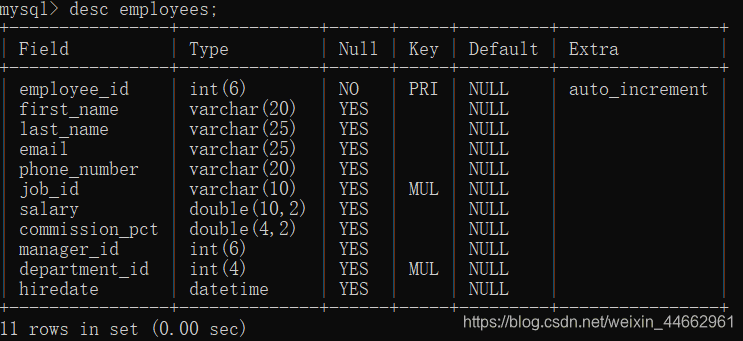 mysql> desc employees;
+----------------+--------------+------+-----+---------+----------------+
| Field          | Type         | Null | Key | Default | Extra          |
+----------------+--------------+------+-----+---------+----------------+
| employee_id    | int(6)       | NO   | PRI | NULL    | auto_increment |
| first_name     | varchar(20)  | YES  |     | NULL    |                |
| last_name      | varchar(25)  | YES  |     | NULL    |                |
| email          | varchar(25)  | YES  |     | NULL    |                |
| phone_number   | varchar(20)  | YES  |     | NULL    |                |
| job_id         | varchar(10)  | YES  | MUL | NULL    |                |
| salary         | double(10,2) | YES  |     | NULL    |                |
| commission_pct | double(4,2)  | YES  |     | NULL    |                |
| manager_id     | int(6)       | YES  |     | NULL    |                |
| department_id  | int(4)       | YES  | MUL | NULL    |                |
| hiredate       | datetime     | YES  |     | NULL    |                |
+----------------+--------------+------+-----+---------+----------------+
11 rows in set (0.00 sec)
https://blog.csdn.net/weixin_44662961